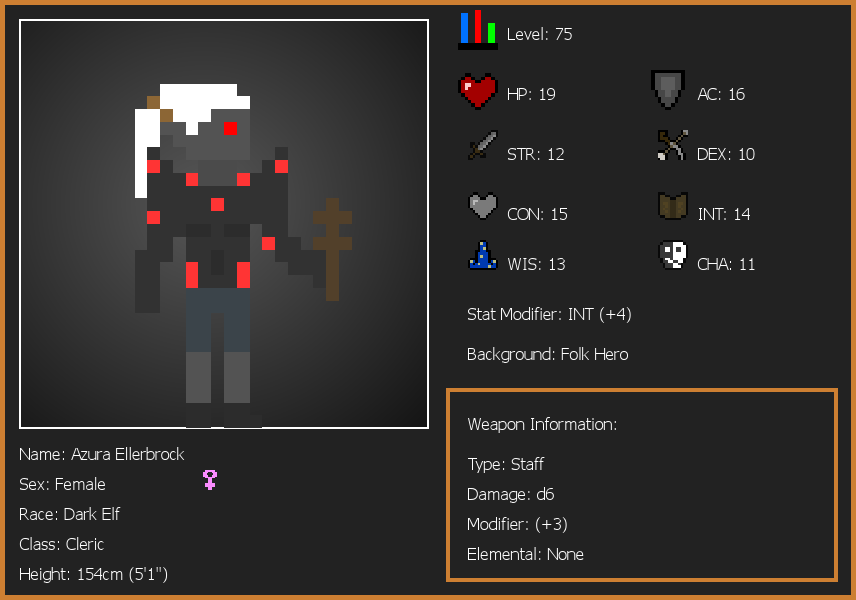 Level: 75
HP: 19
AC: 16
STR: 12
DEX: 10
CON: 15
INT: 14
WIS: 13
CHA: 11
Stat Modifier: INT (+4)
Background: Folk Hero
Weapon Information:
Type: Staff
Damage: d6
Modifier: (+3)
Elemental: None
Name: Azura Ellerbrock
Sex: Female
Race: Dark Elf
Class: Cleric
Height: 154cm (5'1")